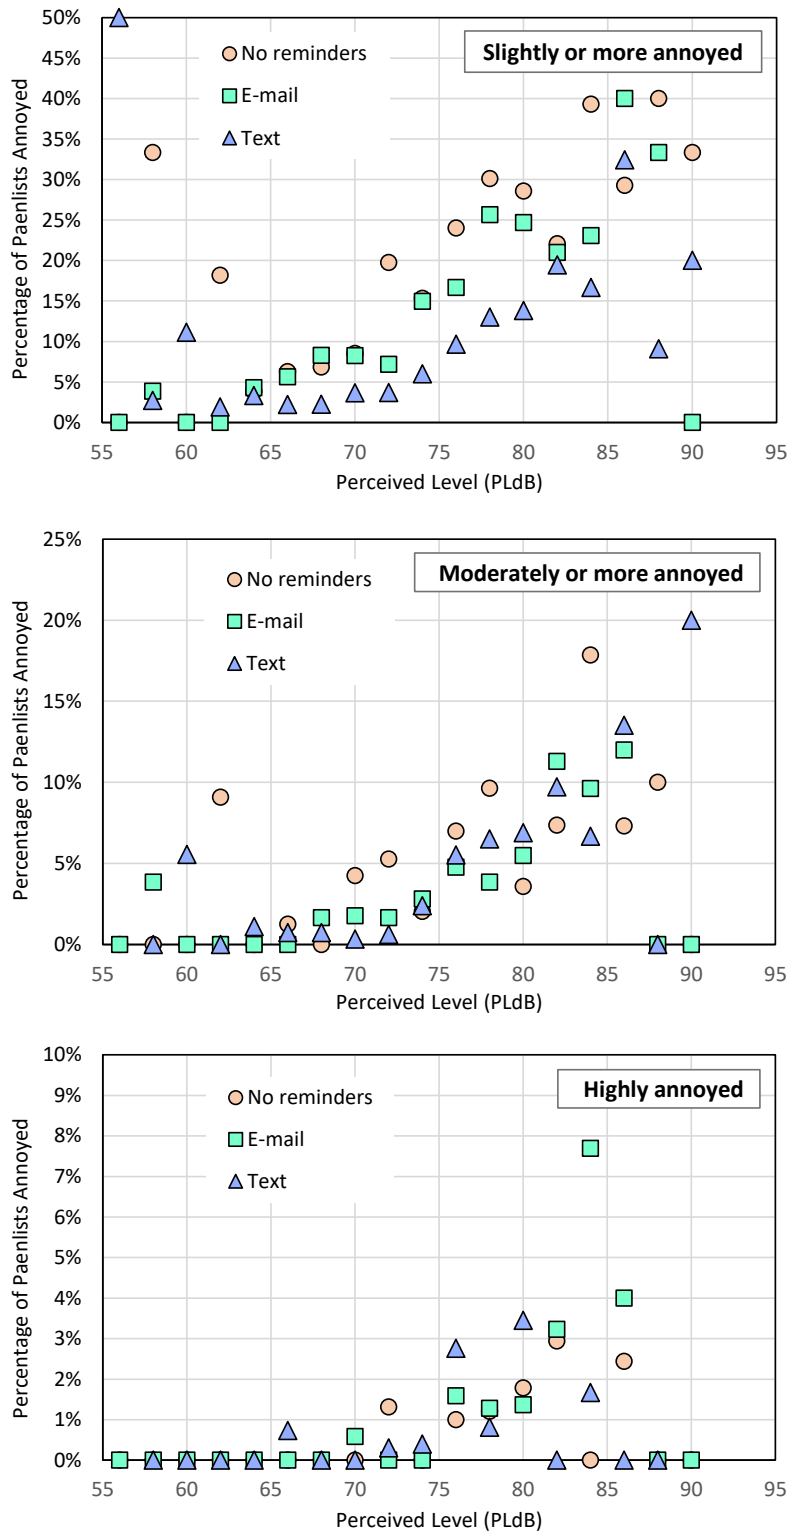 50%
45%
40%
35%
30%
25%
20%
15%
10%
5%
0%
Percentage of Paenlists Annoyed
No reminders
E-mail
Text
Slightly or more annoyed
55 60 65 70 75 80 85 90 95
Perceived Level (PLdB)
25%
20%
15%
10%
5%
0%
Percentage of Paenlists Annoyed
No reminders
E-mail
Text
Moderately or more annoyed
55 60 65 70 75 80 85 90 95
Perceived Level (PLdB)
10%
9%
8%
7%
6%
5%
4%
3%
2%
1%
0%
Percentage of Paenlists Annoyed
No reminders
E-mail
Text
Highly annoyed
55 60 65 70 75 80 85 90 95
Perceived Level (PLdB)